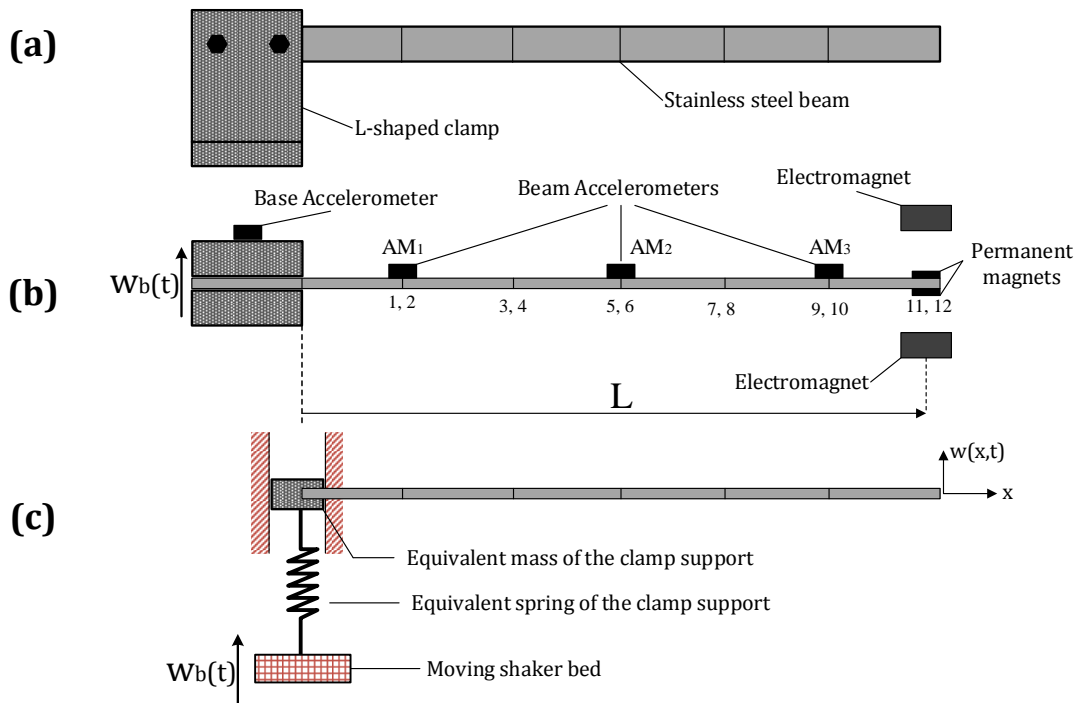 (a)
Stainless steel beam
L-shaped clamp
Base Accelerometer
Beam Accelerometers
Electromagnet
AM1
AM2
AM3
Permanent
magnets
(b)
Wb(t)
1, 2
3, 4
5, 6
7, 8
9, 10
11, 12
Electromagnet
L
w(x,t)
x
(c)
Equivalent mass of the clamp support
Equivalent spring of the clamp support
Wb(t)
Moving shaker bed